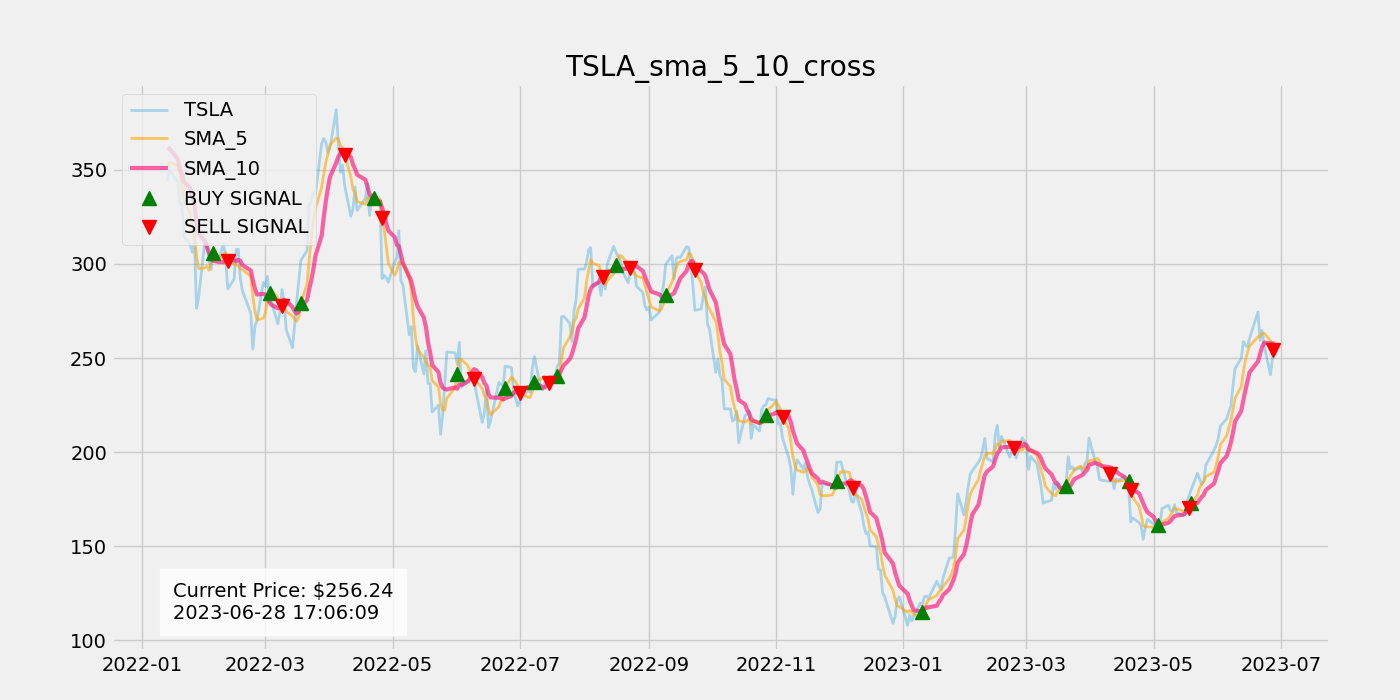 TSLA_sma_5_10_cross
TSLA
SMA_5
SMA_10
BUY SIGNAL
SELL SIGNAL
350
300
250
200
150
100
Current Price: $256.24
2023-06-28 17:06:09
2022-01 2022-03 2022-05 2022-07 2022-09 2022-11 2023-01 2023-03 2023-05 2023-07